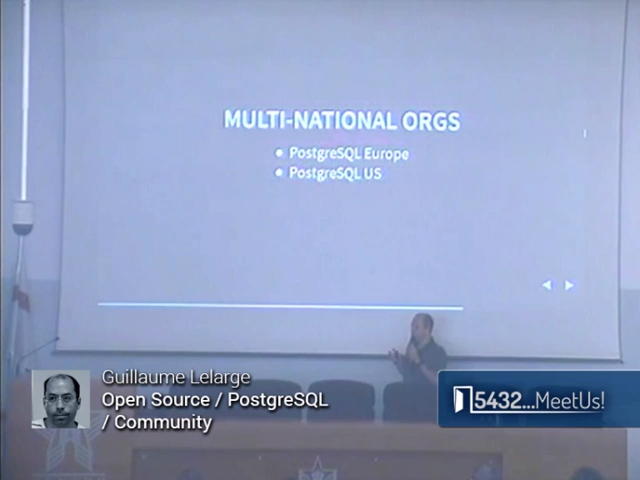 MULTI-NATIONAL ORGS
PostgreSQL Europe
PostgreSQL US
Guillaume Lelarge
Open Source / PostgreSQL
/ Community
5432...MeetUs!